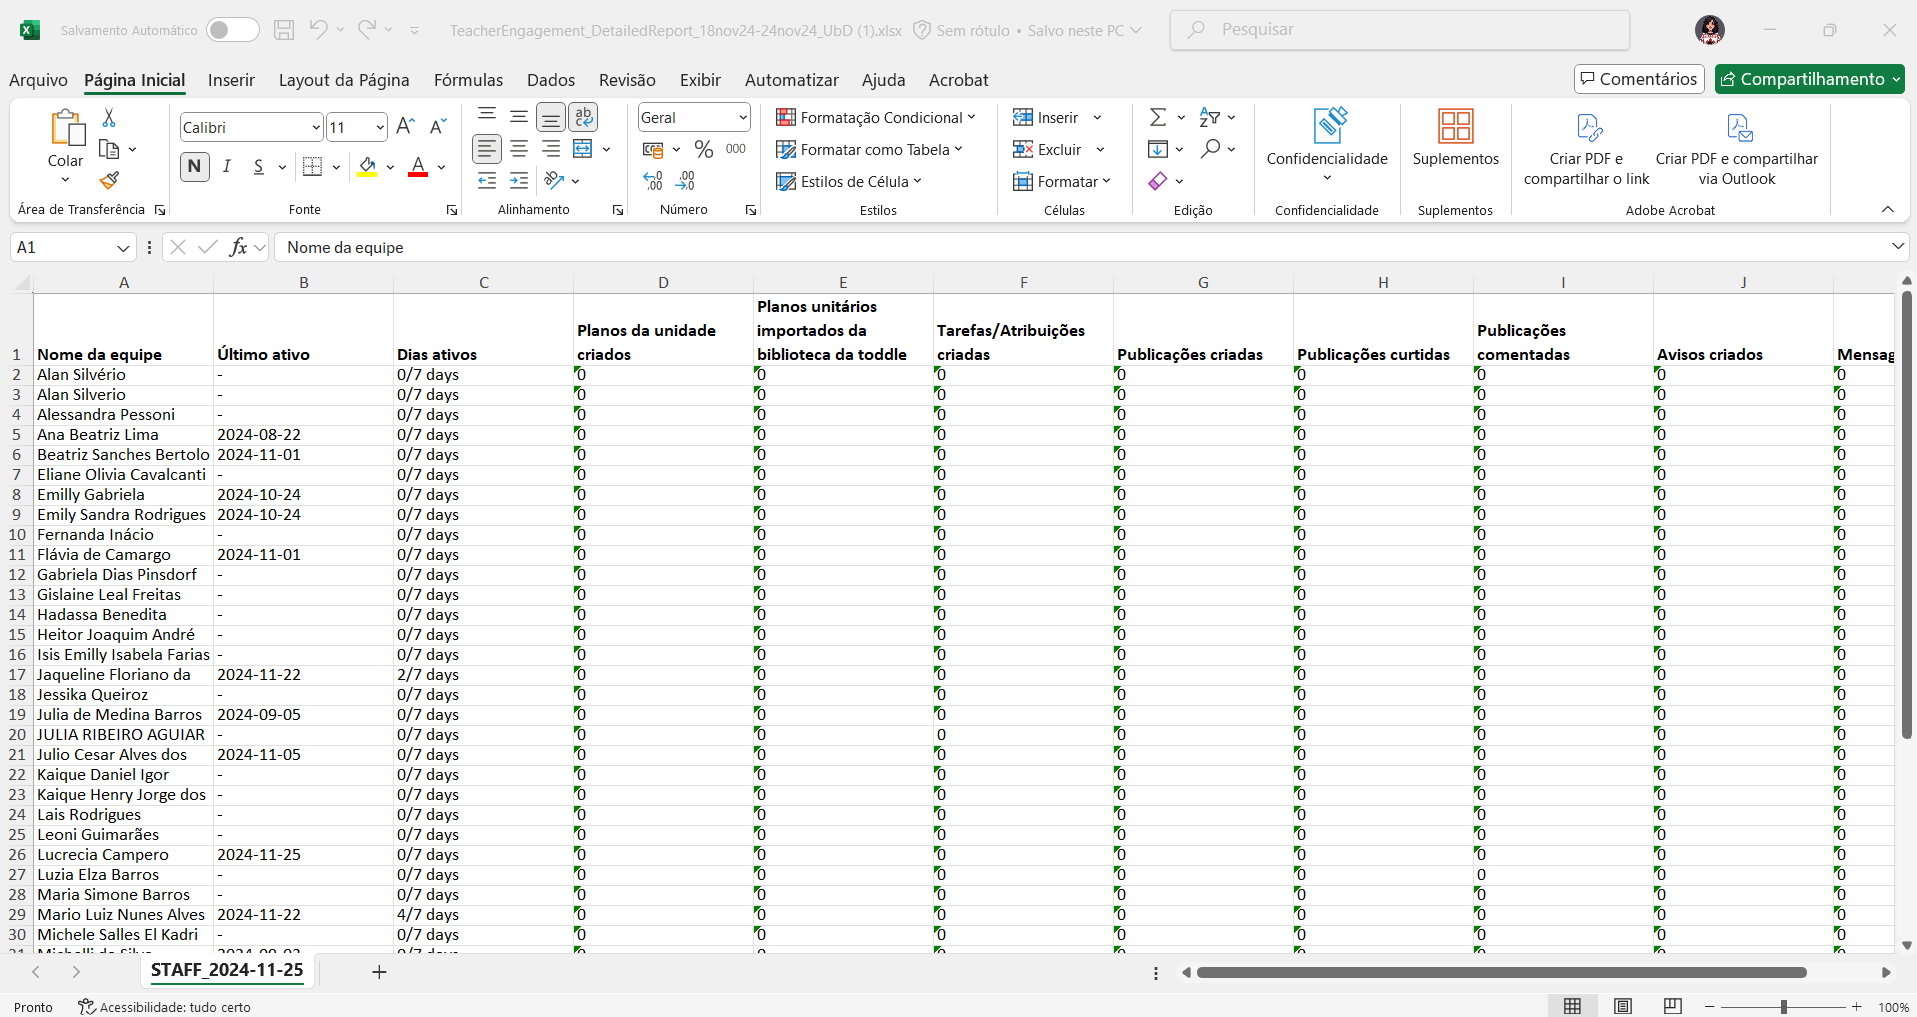 Salvamento Automático
TeacherEngagement_DetailedReport_18nov24-24nov24_UbD (1).xlsx
Sem rótulo • Salvo neste PC
Pesquisar
Arquivo Página Inicial Inserir Layout da Página Fórmulas Dados Revisão Exibir Automatizar Ajuda Acrobat
Comentários
Compartilhamento
Colar
Área de Transferência
Calibri 11
N I S
Fonte
ab
Alinhamento
Geral
% 000
Número
Formatação Condicional
Formatar como Tabela
Estilos de Célula
Estilos
Inserir
Excluir
Formatar
Células
Edição
Confidencialidade
Confidencialidade
Suplementos
Suplementos
Criar PDF e
compartilhar o link
Criar PDF e compartilhar
via Outlook
Adobe Acrobat
A1 fx Nome da equipe
A B C D E F G H I J
1 Nome da equipe Último ativo Dias ativos Planos da unidade criados Planos unitários importados da biblioteca da toddle Tarefas/Atribuições criadas Publicações criadas Publicações curtidas Publicações comentadas Avisos criados Mensag
2 Alan Silvério - 0/7 days 0 0 0 0 0 0 0 0
3 Alan Silverio - 0/7 days 0 0 0 0 0 0 0 0
4 Alessandra Pessoni - 0/7 days 0 0 0 0 0 0 0 0
5 Ana Beatriz Lima 2024-08-22 0/7 days 0 0 0 0 0 0 0 0
6 Beatriz Sanches Bertolo 2024-11-01 0/7 days 0 0 0 0 0 0 0 0
7 Eliane Olivia Cavalcanti - 0/7 days 0 0 0 0 0 0 0 0
8 Emilly Gabriela 2024-10-24 0/7 days 0 0 0 0 0 0 0 0
9 Emily Sandra Rodrigues 2024-10-24 0/7 days 0 0 0 0 0 0 0 0
10 Fernanda Inácio - 0/7 days 0 0 0 0 0 0 0 0
11 Flávia de Camargo 2024-11-01 0/7 days 0 0 0 0 0 0 0 0
12 Gabriela Dias Pinsdorf - 0/7 days 0 0 0 0 0 0 0 0
13 Gislaine Leal Freitas - 0/7 days 0 0 0 0 0 0 0 0
14 Hadassa Benedita - 0/7 days 0 0 0 0 0 0 0 0
15 Heitor Joaquim André - 0/7 days 0 0 0 0 0 0 0 0
16 Isis Emilly Isabela Farias - 0/7 days 0 0 0 0 0 0 0 0
17 Jaqueline Floriano da 2024-11-22 2/7 days 0 0 0 0 0 0 0 0
18 Jessika Queiroz - 0/7 days 0 0 0 0 0 0 0 0
19 Julia de Medina Barros 2024-09-05 0/7 days 0 0 0 0 0 0 0 0
20 JULIA RIBEIRO AGUIAR - 0/7 days 0 0 0 0 0 0 0 0
21 Julio Cesar Alves dos 2024-11-05 0/7 days 0 0 0 0 0 0 0 0
22 Kaique Daniel Igor - 0/7 days 0 0 0 0 0 0 0 0
23 Kaique Henry Jorge dos - 0/7 days 0 0 0 0 0 0 0 0
24 Lais Rodrigues - 0/7 days 0 0 0 0 0 0 0 0
25 Leoni Guimarães - 0/7 days 0 0 0 0 0 0 0 0
26 Lucrecia Campero 2024-11-25 0/7 days 0 0 0 0 0 0 0 0
27 Luzia Elza Barros - 0/7 days 0 0 0 0 0 0 0 0
28 Maria Simone Barros - 0/7 days 0 0 0 0 0 0 0 0
29 Mario Luiz Nunes Alves 2024-11-22 4/7 days 0 0 0 0 0 0 0 0
30 Michele Salles El Kadri - 0/7 days 0 0 0 0 0 0 0 0
STAFF_2024-11-25
Pronto Acessibilidade: tudo certo 100%